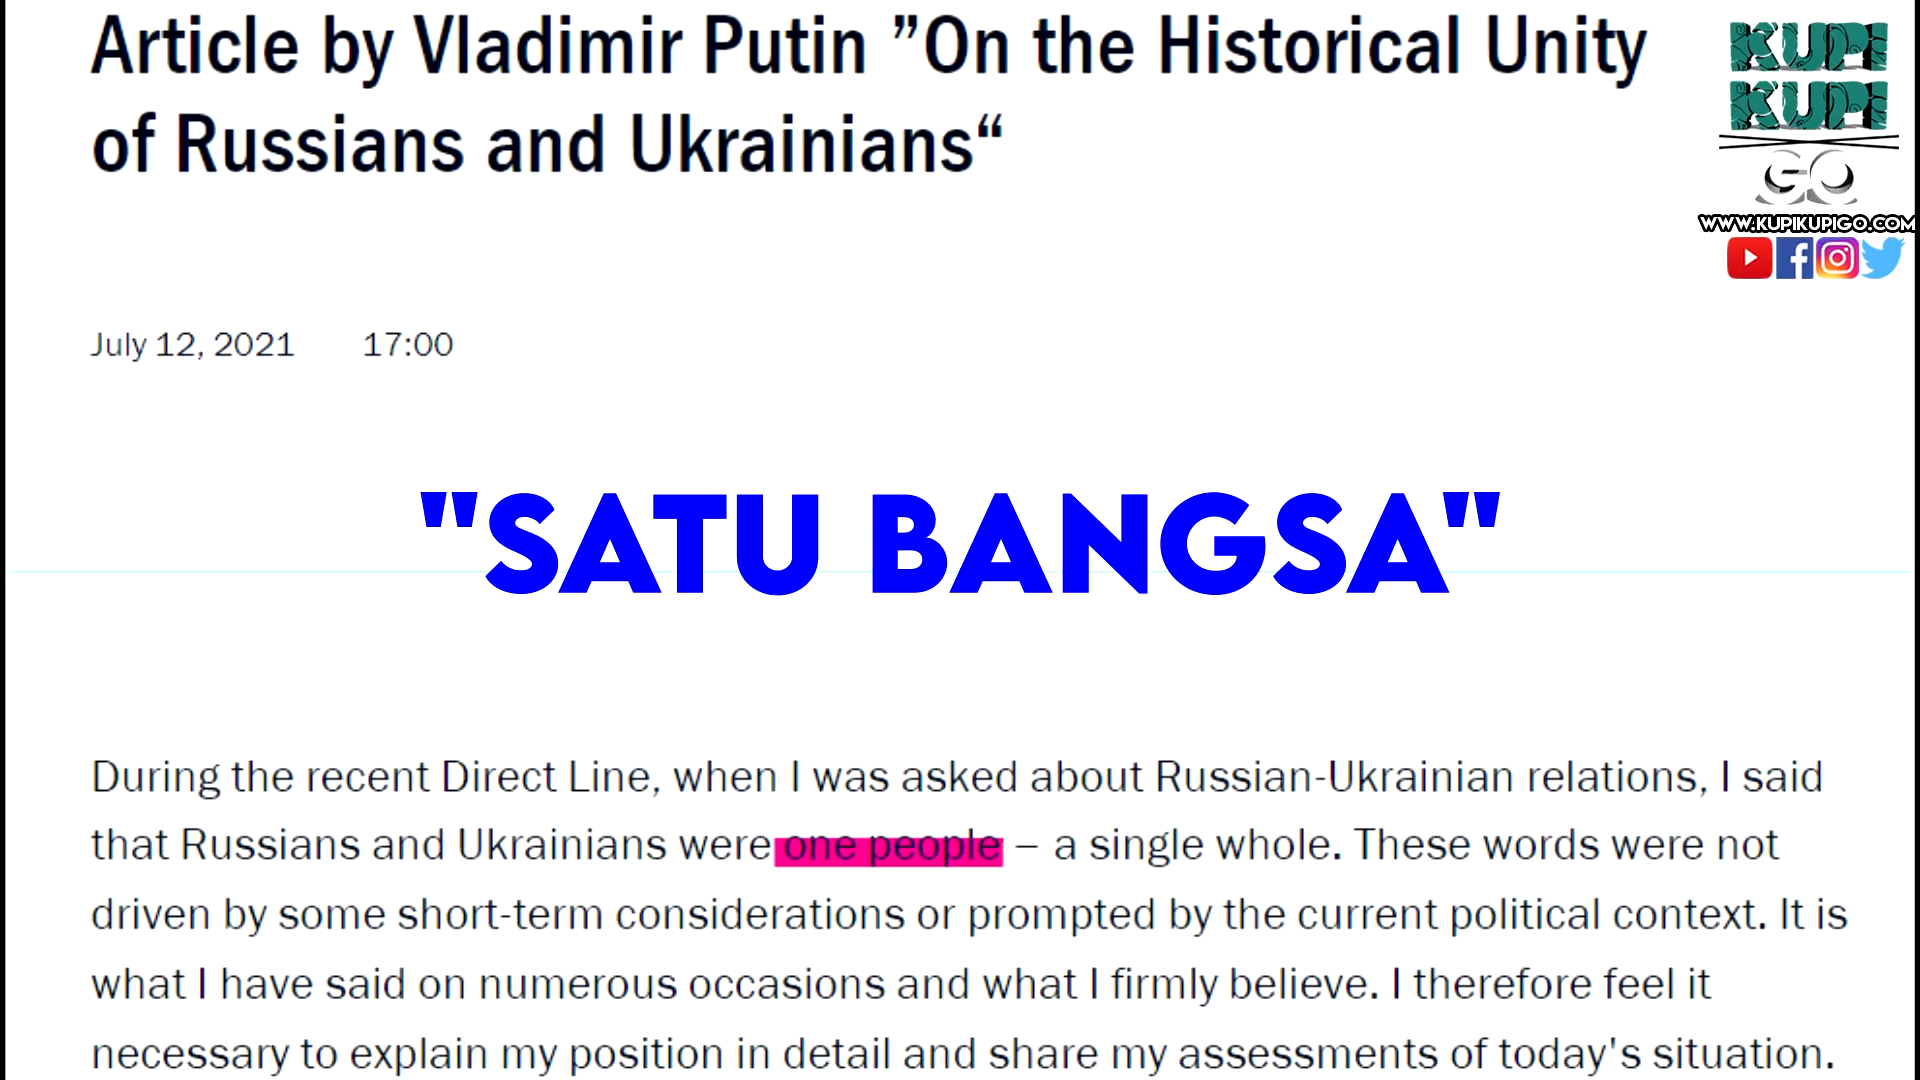 Article by Vladimir Putin ”On the Historical Unity
of Russians and Ukrainians“
KUPI
KUPI
GO
WWW.KUPIKUPIGO.COM
July 12, 2021 17:00
"SATU BANGSA"
During the recent Direct Line, when I was asked about Russian-Ukrainian relations, I said
that Russians and Ukrainians were one people – a single whole. These words were not
driven by some short-term considerations or prompted by the current political context. It is
what I have said on numerous occasions and what I firmly believe. I therefore feel it
necessary to explain my position in detail and share my assessments of today's situation.